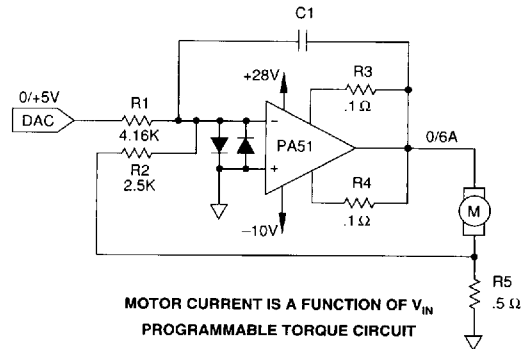 C1
+28V
R3
.1 Ω
0/+5V
DAC
R1
4.16K
R2
2.5K
−
+
PA51
0/6A
R4
.1 Ω
−10V
M
R5
.5 Ω
MOTOR CURRENT IS A FUNCTION OF VIN
PROGRAMMABLE TORQUE CIRCUIT